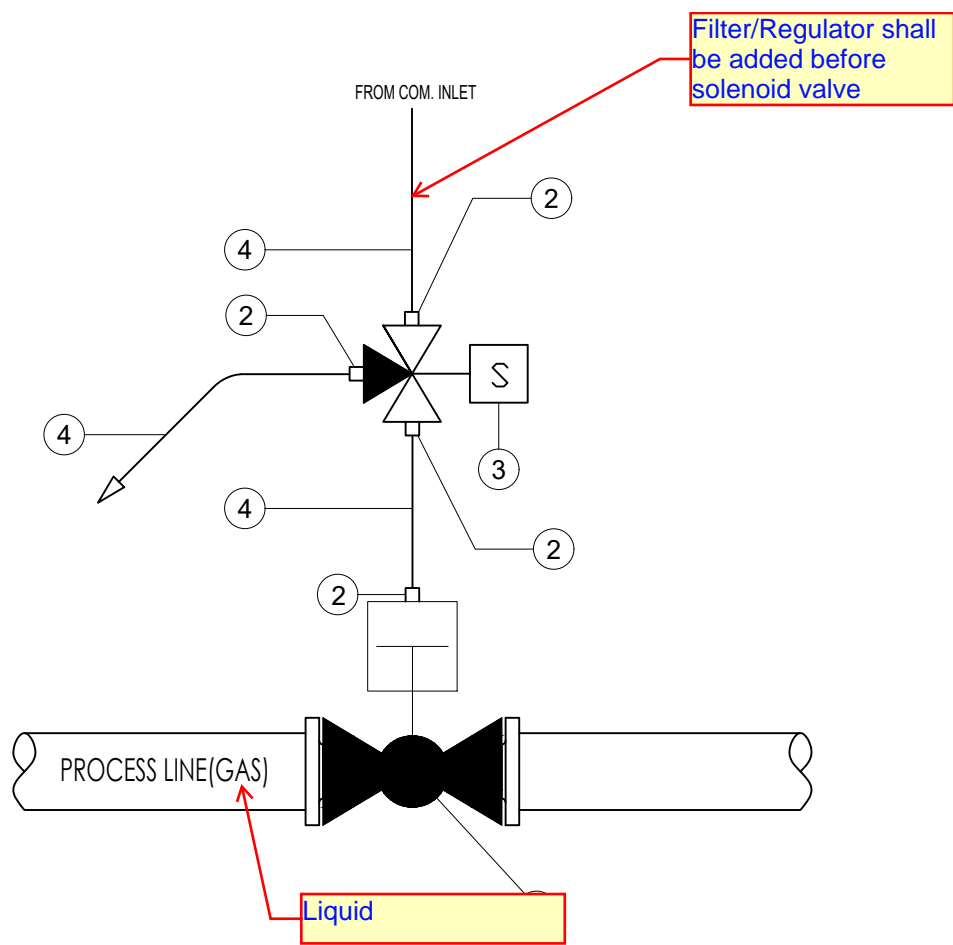 Filter/Regulator shall
be added before
solenoid valve
FROM COM. INLET
2
4
2
S
4
3
4
2
2
PROCESS LINE(GAS)
Liquid